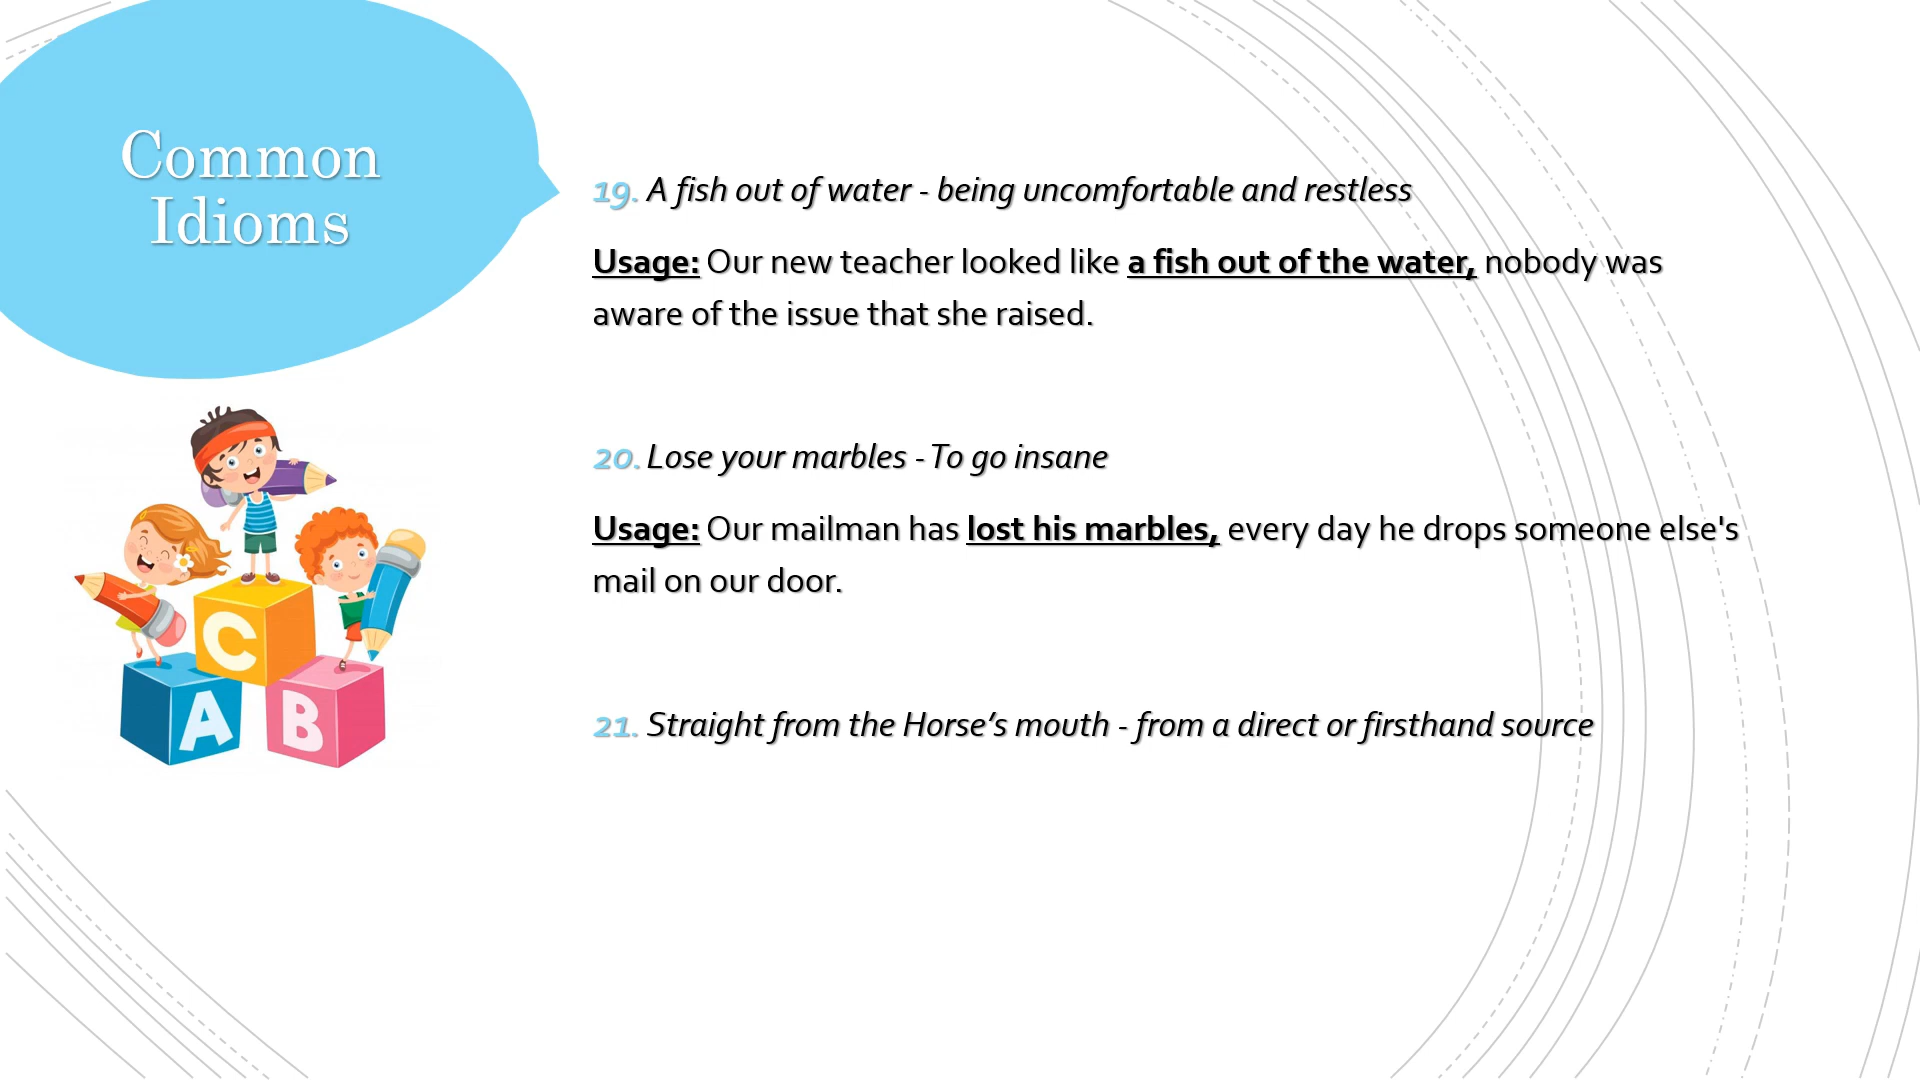 Common
Idioms
19. A fish out of water - being uncomfortable and restless
Usage: Our new teacher looked like a fish out of the water, nobody was
aware of the issue that she raised.
20. Lose your marbles - To go insane
Usage: Our mailman has lost his marbles, every day he drops someone else's
mail on our door.
21. Straight from the Horse’s mouth - from a direct or firsthand source
C
A B